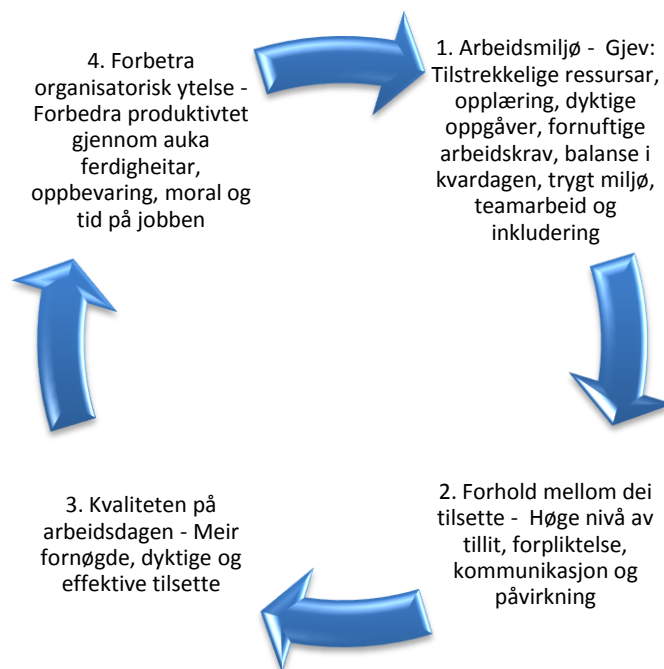 1. Arbeidsmiljø - Gjev:
Tilstrekkelige ressursar,
opplæring, dyktige
oppgåver, fornuftige
arbeidskrav, balanse i
kvardagen, trygt miljø,
teamarbeid og
inkludering
2. Forhold mellom dei
tilsette - Høge nivå av
tillit, forpliktelse,
kommunikasjon og
påvirkning
3. Kvaliteten på
arbeidsdagen - Meir
fornøgde, dyktige og
effektive tilsette
4. Forbetra
organisatorisk ytelse -
Forbedra produktivtet
gjennom auka
ferdigheitar,
oppbevaring, moral og
tid på jobben